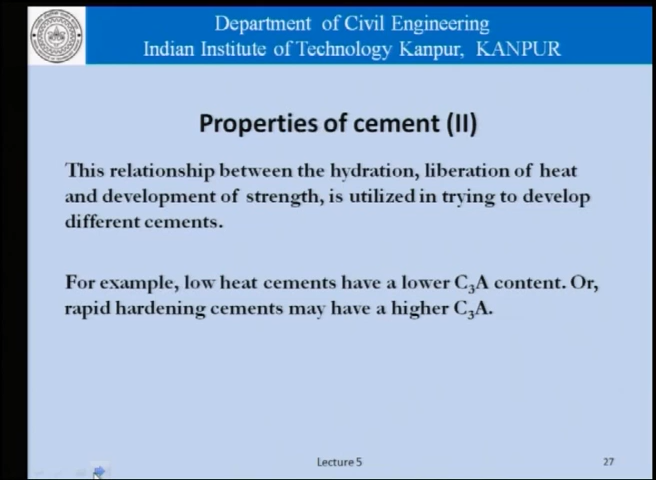 Department of Civil Engineering
Indian Institute of Technology Kanpur, KANPUR
Properties of cement (II)
This relationship between the hydration, liberation of heat
and development of strength, is utilized in trying to develop
different cements.
For example, low heat cements have a lower C₃A content. Or,
rapid hardening cements may have a higher C₃A.
Lecture 5
27